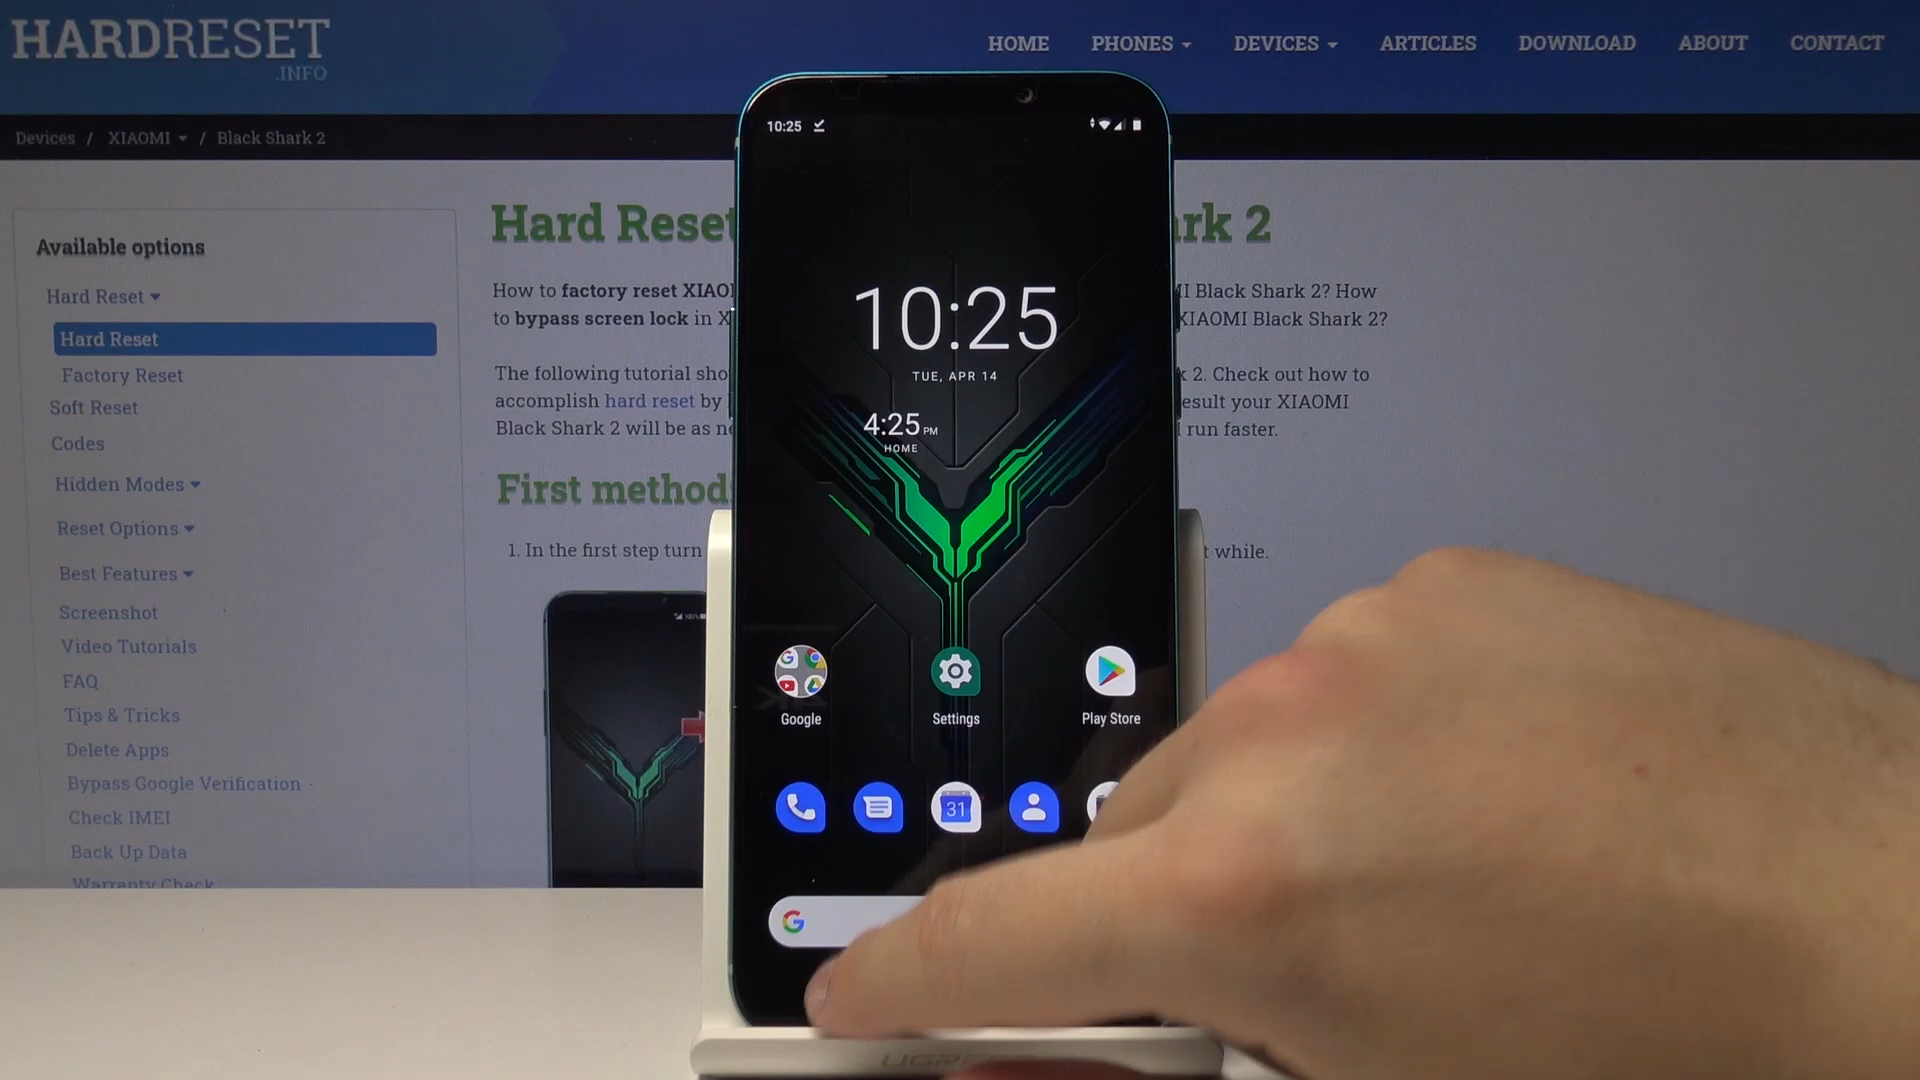 HARDRESET
.INFO
HOME PHONES DEVICES ARTICLES DOWNLOAD ABOUT CONTACT
Devices / XIAOMI / Black Shark 2
Available options
Hard Reset
Hard Reset
Factory Reset
Soft Reset
Codes
Hidden Modes
Reset Options
Best Features
Screenshot
Video Tutorials
FAQ
Tips & Tricks
Delete Apps
Bypass Google Verification
Check IMEI
Back Up Data
Warranty Check
Hard Reset rk 2
How to factory reset XIAO I Black Shark 2? How
to bypass screen lock in X XIAOMI Black Shark 2?
The following tutorial sho k 2. Check out how to
accomplish hard reset by esult your XIAOMI
Black Shark 2 will be as ne run faster.
First method
1. In the first step turn t while.
10:25
10:25
TUE, APR 14
4:25 PM
HOME
Google
Settings
Play Store
31
G